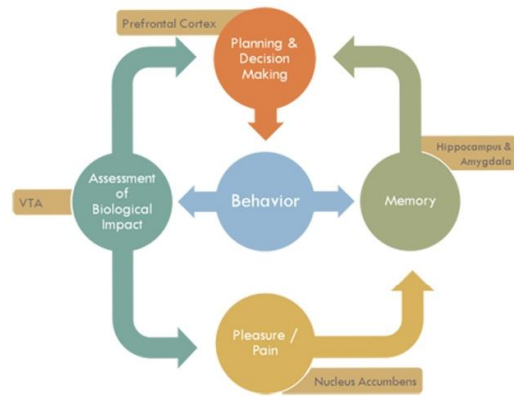 Prefrontal Cortex
Planning &
Decision
Making
Hippocampus &
Amygdala
Assessment
of
Biological
Impact
VTA
Behavior
Memory
Pleasure /
Pain
Nucleus Accumbens